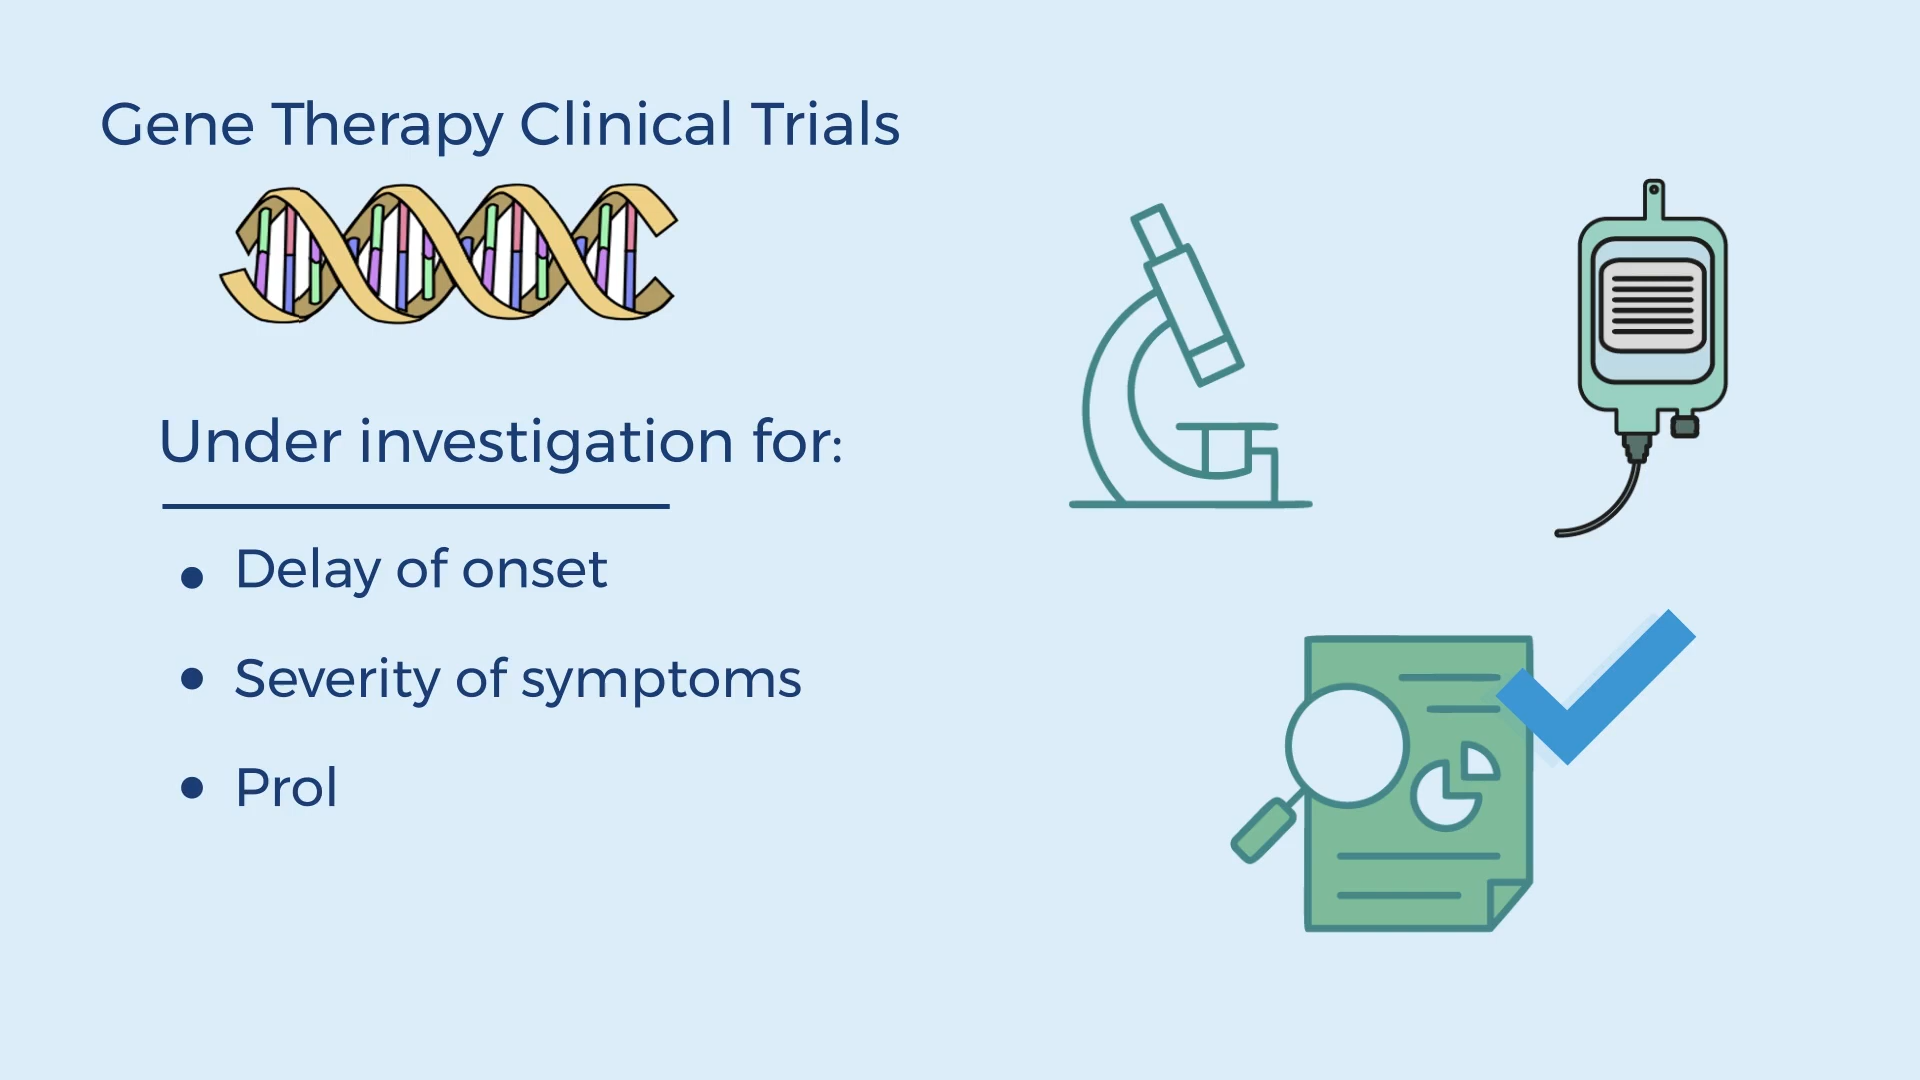 Gene Therapy Clinical Trials
Under investigation for:
Delay of onset
Severity of symptoms
Prol